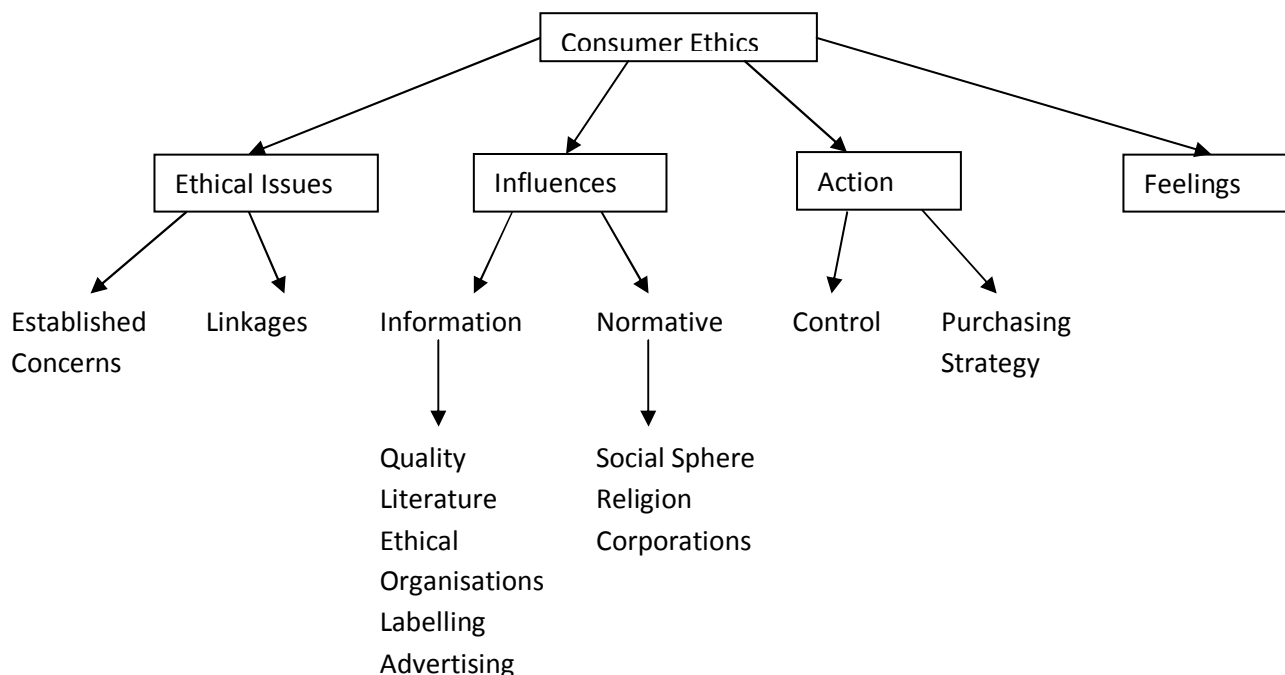 Consumer Ethics
Ethical Issues
Influences
Action
Feelings
Established
Concerns
Linkages
Information
Normative
Control
Purchasing
Strategy
Quality
Literature
Ethical
Organisations
Labelling
Advertising
Social Sphere
Religion
Corporations